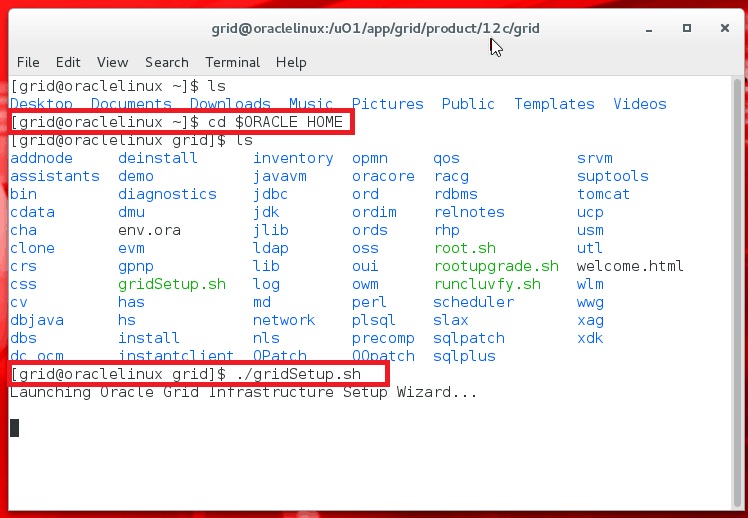 grid@oraclelinux:/u01/app/grid/product/12c/grid
File Edit View Search Terminal Help
[grid@oraclelinux ~]$ ls
Desktop Documents Downloads Music Pictures Public Templates Videos
[grid@oraclelinux ~]$ cd $ORACLE HOME
[grid@oraclelinux grid]$ ls
addnode deinstall inventory opmn qos srvm
assistants demo javavm oracore racg suptools
bin diagnostics jdbc ord rdbms tomcat
cdata dmu jdk ordim relnotes ucp
cha env.ora jlib ords rhp usm
clone evm ldap oss root.sh utl
crs gpnp lib oui rootupgrade.sh welcome.html
css gridSetup.sh log owm runcluvfy.sh wlm
cv has md perl scheduler wwg
dbjava hs network plsql slax xag
dbs install nls precomp sqlpatch xdk
dc_ocm instantclient OPatch QOpatch sqlplus
[grid@oraclelinux grid]$ ./gridSetup.sh
Launching Oracle Grid Infrastructure Setup Wizard...